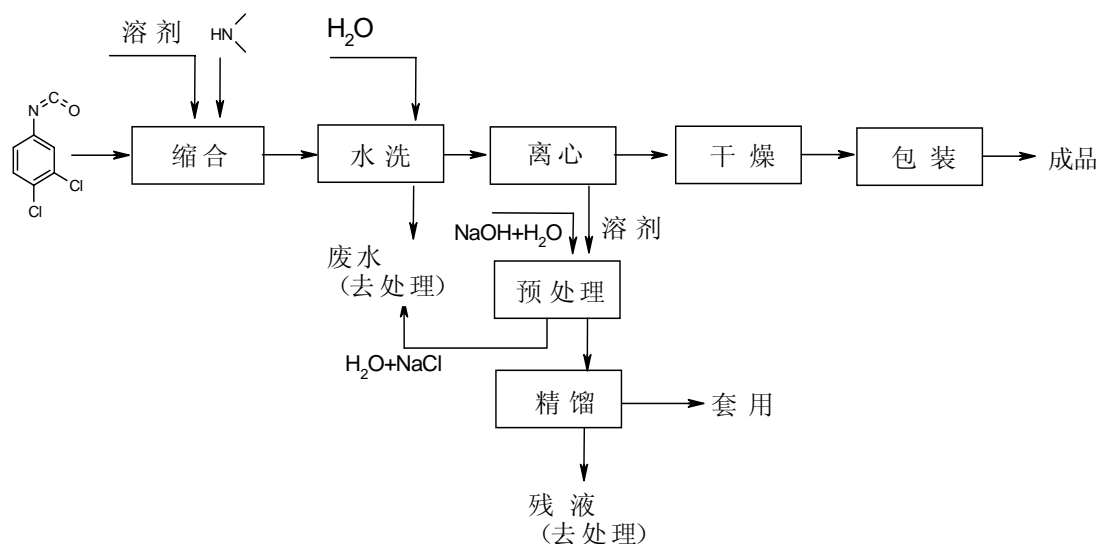 溶剂
HN
H₂O
N=C=O
Cl
Cl
缩合
水洗
离心
干燥
包装
成品
NaOH+H₂O
溶剂
废水
（去处理）
预处理
H₂O+NaCl
精馏
套用
残液
（去处理）